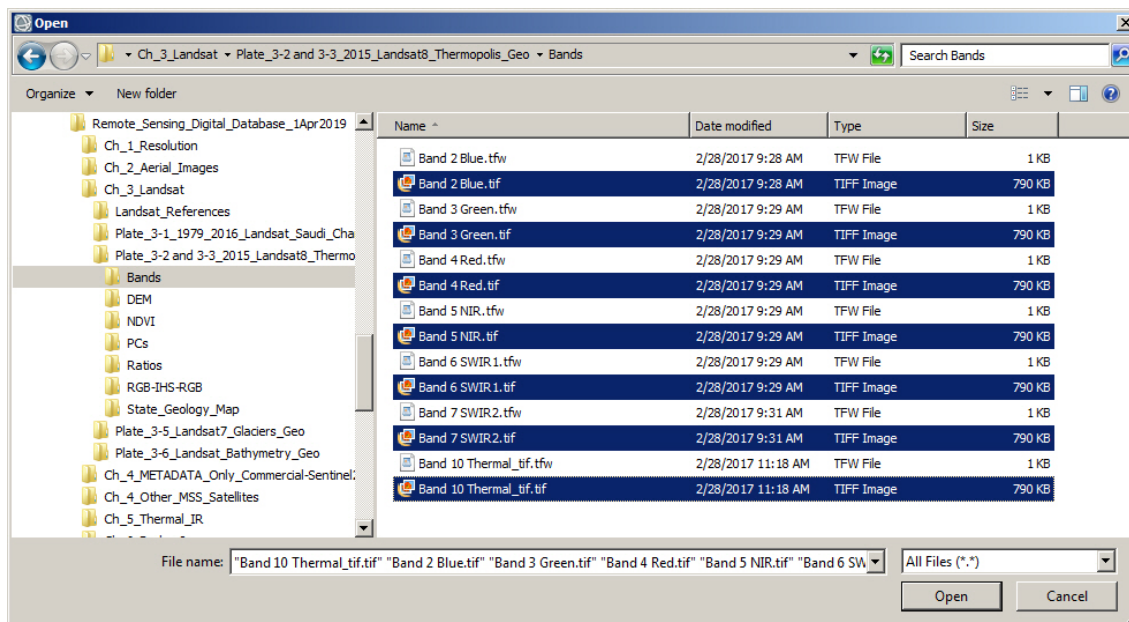 Open
Ch_3_Landsat Plate_3-2 and 3-3_2015_Landsat8_Thermopolis_Geo Bands
Search Bands
Organize New folder
Remote_Sensing_Digital_Database_1Apr2019
Ch_1_Resolution
Ch_2_Aerial_Images
Ch_3_Landsat
Landsat_References
Plate_3-1_1979_2016_Landsat_Saudi_Cha
Plate_3-2 and 3-3_2015_Landsat8_Thermo
Bands
DEM
NDVI
PCs
Ratios
RGB-IHS-RGB
State_Geology_Map
Plate_3-5_Landsat7_Glaciers_Geo
Plate_3-6_Landsat_Bathymetry_Geo
Ch_4_METADATA_Only_Commercial-Sentinel
Ch_4_Other_MSS_Satellites
Ch_5_Thermal_IR
Name Date modified Type Size
Band 2 Blue.tfw 2/28/2017 9:28 AM TFW File 1 KB
Band 2 Blue.tif 2/28/2017 9:28 AM TIFF Image 790 KB
Band 3 Green.tfw 2/28/2017 9:29 AM TFW File 1 KB
Band 3 Green.tif 2/28/2017 9:29 AM TIFF Image 790 KB
Band 4 Red.tfw 2/28/2017 9:29 AM TFW File 1 KB
Band 4 Red.tif 2/28/2017 9:29 AM TIFF Image 790 KB
Band 5 NIR.tfw 2/28/2017 9:29 AM TFW File 1 KB
Band 5 NIR.tif 2/28/2017 9:29 AM TIFF Image 790 KB
Band 6 SWIR1.tfw 2/28/2017 9:29 AM TFW File 1 KB
Band 6 SWIR1.tif 2/28/2017 9:29 AM TIFF Image 790 KB
Band 7 SWIR2.tfw 2/28/2017 9:31 AM TFW File 1 KB
Band 7 SWIR2.tif 2/28/2017 9:31 AM TIFF Image 790 KB
Band 10 Thermal_tif.tfw 2/28/2017 11:18 AM TFW File 1 KB
Band 10 Thermal_tif.tif 2/28/2017 11:18 AM TIFF Image 790 KB
File name: "Band 10 Thermal_tif.tif" "Band 2 Blue.tif" "Band 3 Green.tif" "Band 4 Red.tif" "Band 5 NIR.tif" "Band 6 SW All Files (*.*)
Open Cancel